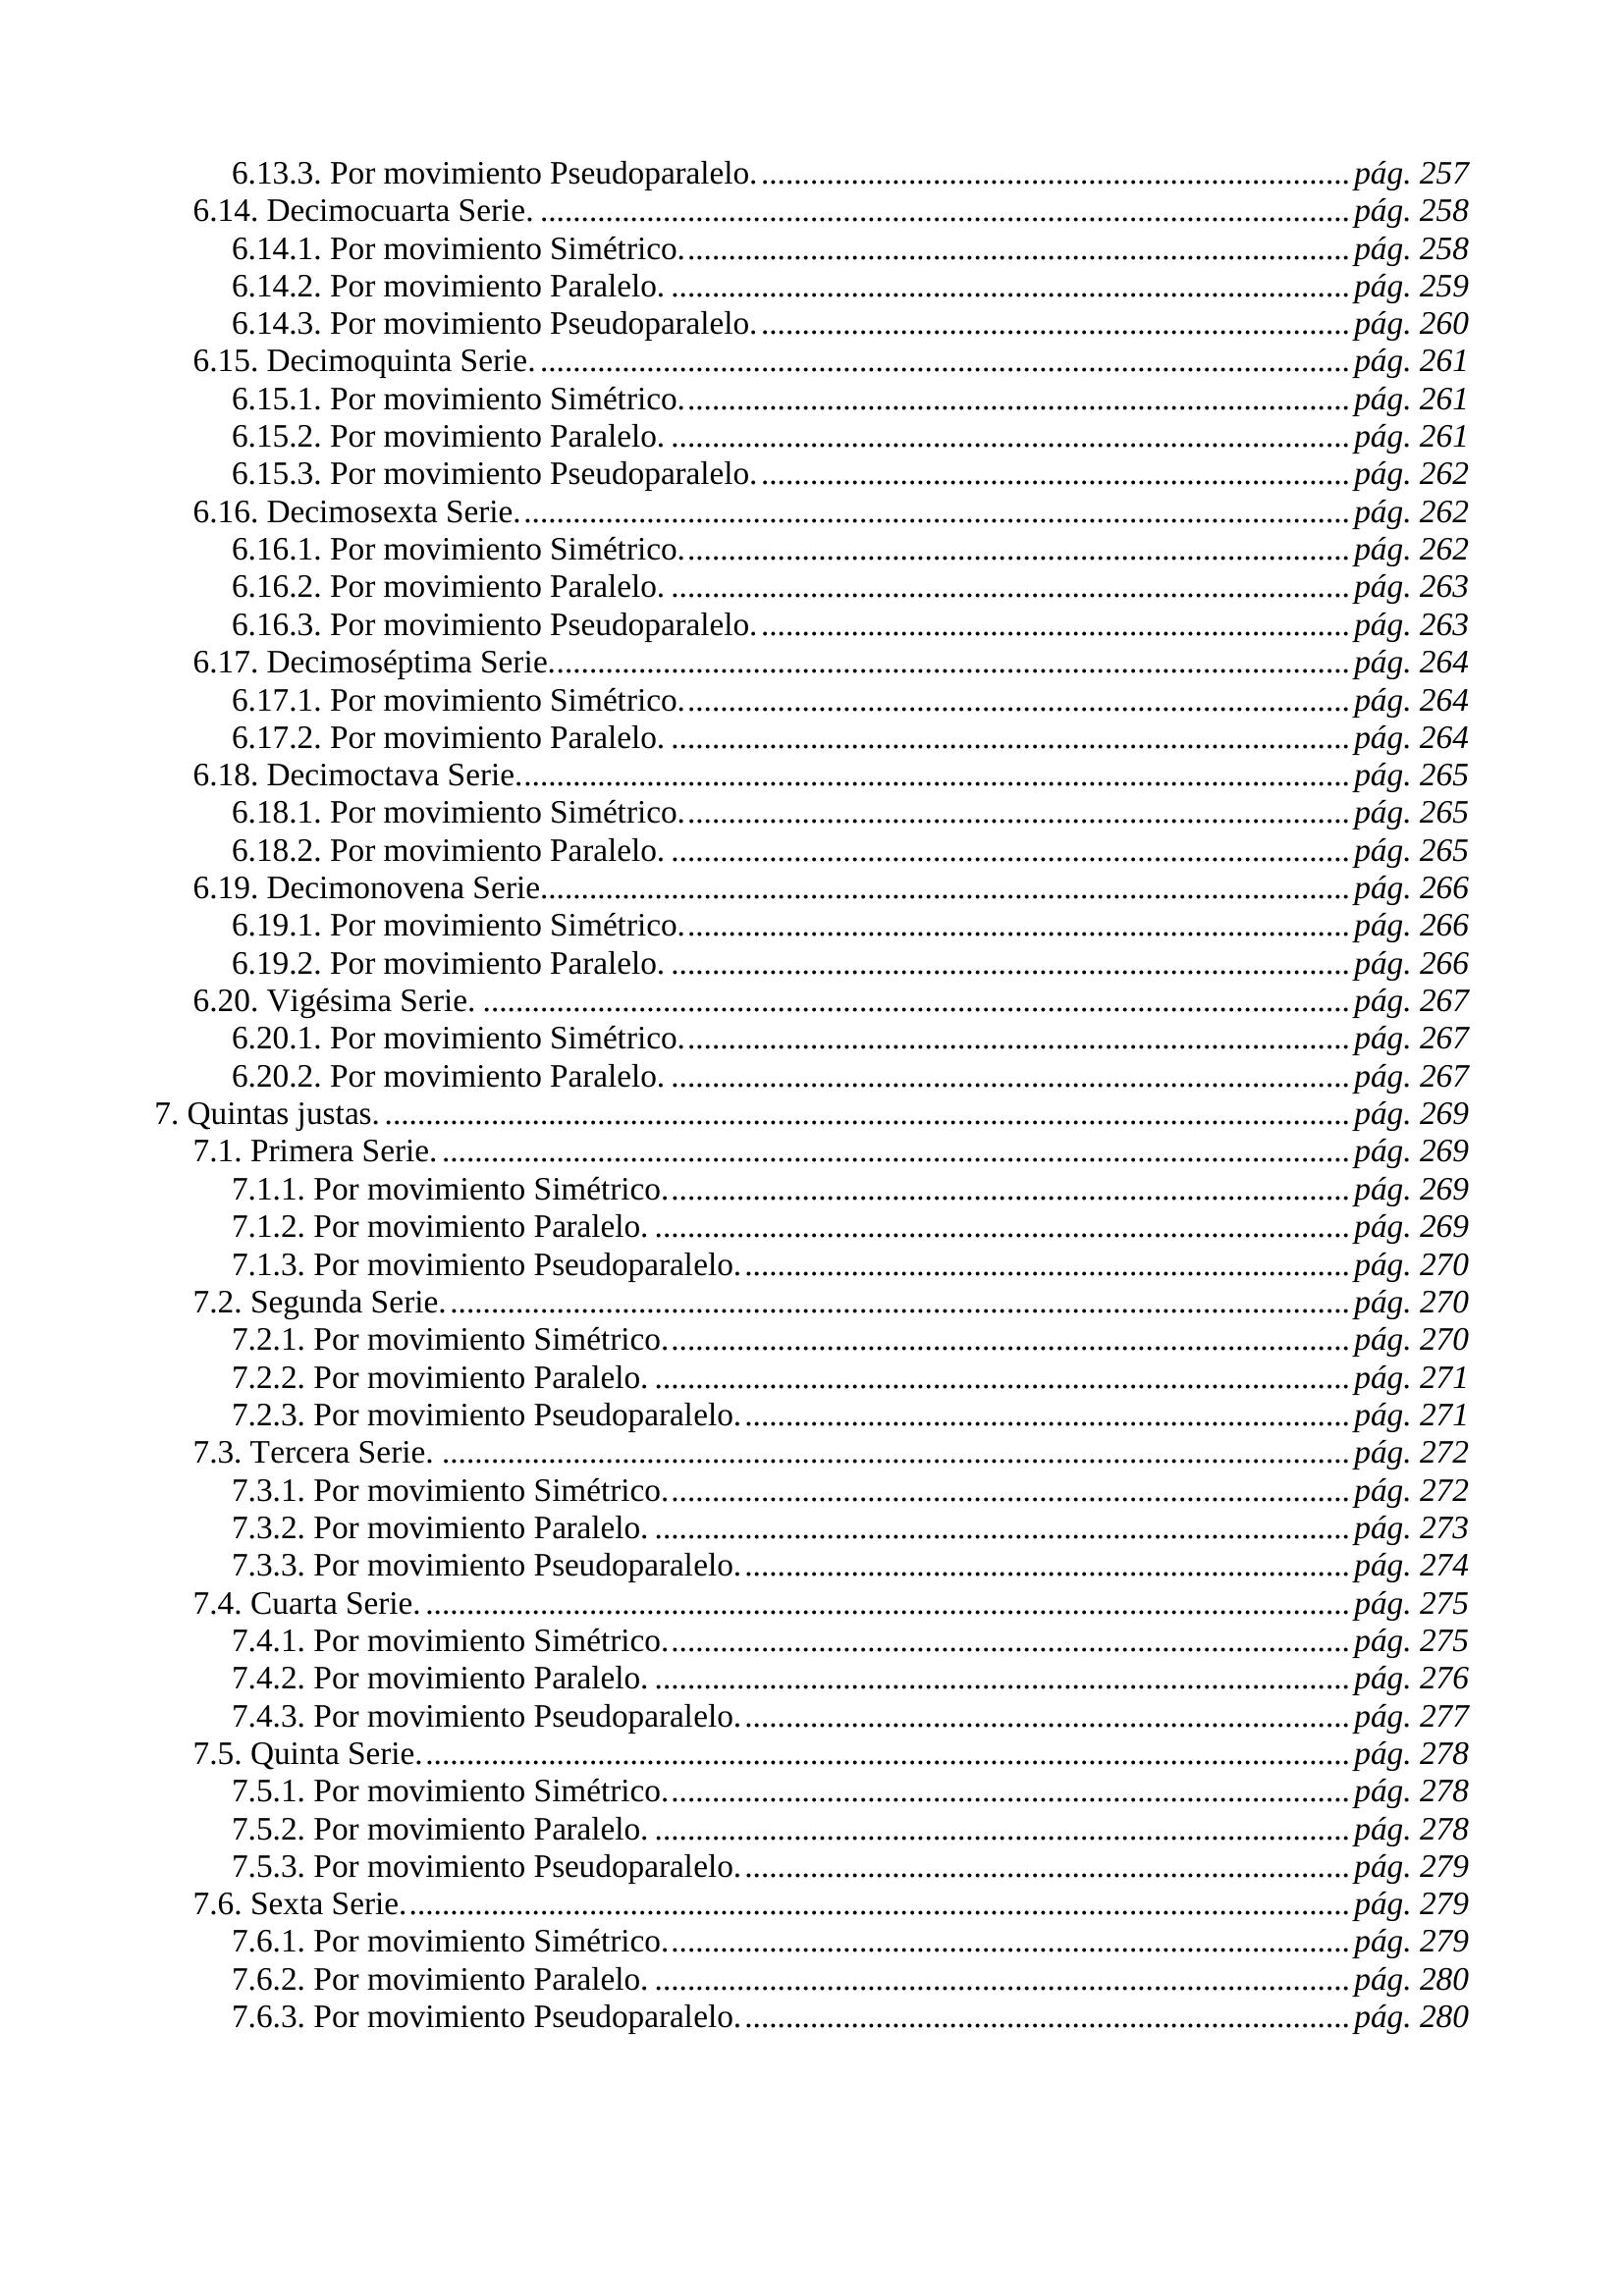 6.13.3. Por movimiento Pseudoparalelo. pág. 257
6.14. Decimocuarta Serie. pág. 258
6.14.1. Por movimiento Simétrico. pág. 258
6.14.2. Por movimiento Paralelo. pág. 259
6.14.3. Por movimiento Pseudoparalelo. pág. 260
6.15. Decimoquinta Serie. pág. 261
6.15.1. Por movimiento Simétrico. pág. 261
6.15.2. Por movimiento Paralelo. pág. 261
6.15.3. Por movimiento Pseudoparalelo. pág. 262
6.16. Decimosexta Serie. pág. 262
6.16.1. Por movimiento Simétrico. pág. 262
6.16.2. Por movimiento Paralelo. pág. 263
6.16.3. Por movimiento Pseudoparalelo. pág. 263
6.17. Decimoséptima Serie. pág. 264
6.17.1. Por movimiento Simétrico. pág. 264
6.17.2. Por movimiento Paralelo. pág. 264
6.18. Decimoctava Serie. pág. 265
6.18.1. Por movimiento Simétrico. pág. 265
6.18.2. Por movimiento Paralelo. pág. 265
6.19. Decimonovena Serie. pág. 266
6.19.1. Por movimiento Simétrico. pág. 266
6.19.2. Por movimiento Paralelo. pág. 266
6.20. Vigésima Serie. pág. 267
6.20.1. Por movimiento Simétrico. pág. 267
6.20.2. Por movimiento Paralelo. pág. 267
7. Quintas justas. pág. 269
7.1. Primera Serie. pág. 269
7.1.1. Por movimiento Simétrico. pág. 269
7.1.2. Por movimiento Paralelo. pág. 269
7.1.3. Por movimiento Pseudoparalelo. pág. 270
7.2. Segunda Serie. pág. 270
7.2.1. Por movimiento Simétrico. pág. 270
7.2.2. Por movimiento Paralelo. pág. 271
7.2.3. Por movimiento Pseudoparalelo. pág. 271
7.3. Tercera Serie. pág. 272
7.3.1. Por movimiento Simétrico. pág. 272
7.3.2. Por movimiento Paralelo. pág. 273
7.3.3. Por movimiento Pseudoparalelo. pág. 274
7.4. Cuarta Serie. pág. 275
7.4.1. Por movimiento Simétrico. pág. 275
7.4.2. Por movimiento Paralelo. pág. 276
7.4.3. Por movimiento Pseudoparalelo. pág. 277
7.5. Quinta Serie. pág. 278
7.5.1. Por movimiento Simétrico. pág. 278
7.5.2. Por movimiento Paralelo. pág. 278
7.5.3. Por movimiento Pseudoparalelo. pág. 279
7.6. Sexta Serie. pág. 279
7.6.1. Por movimiento Simétrico. pág. 279
7.6.2. Por movimiento Paralelo. pág. 280
7.6.3. Por movimiento Pseudoparalelo. pág. 280